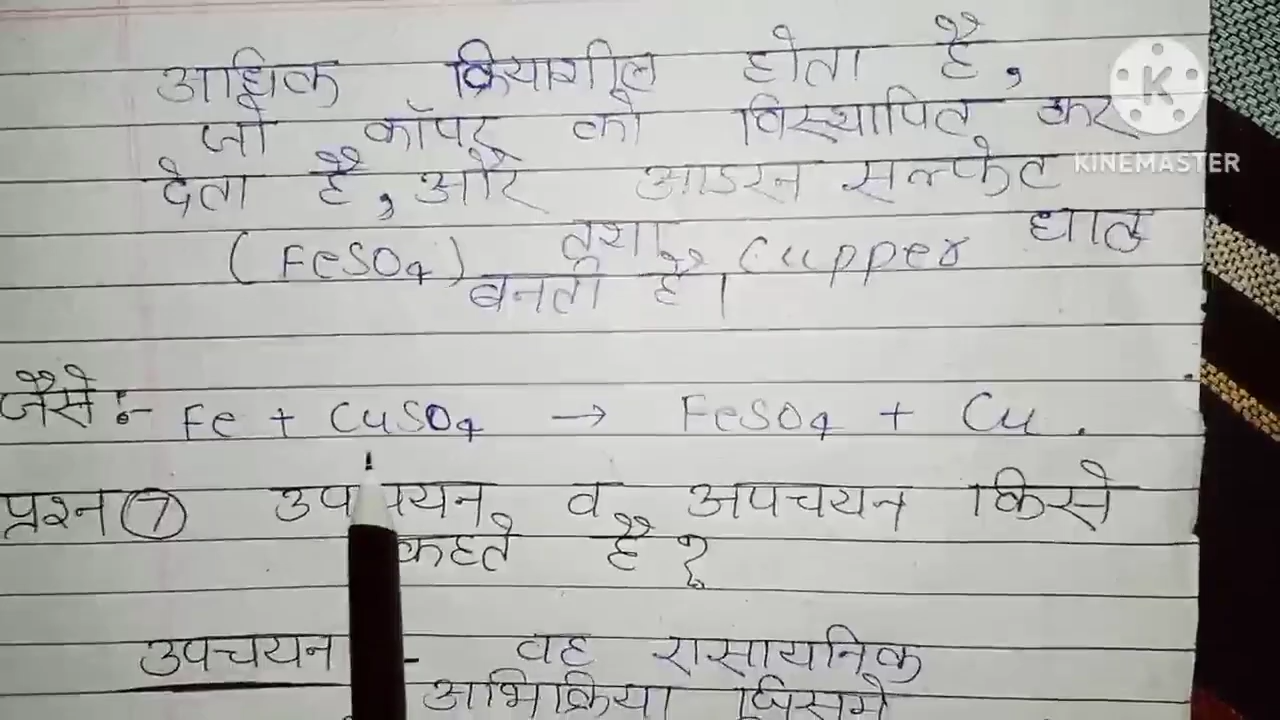 अधिक क्रियाशील होता है,
जो कॉपर को विस्थापित कर
देता है, और आडरन सल्फेट
(FeSO4) तथा Cupper धातु
बनता है।
जैसे :- Fe + CuSO4 → FeSO4 + Cu.
प्रश्न 7 उपचयन व अपचयन किसे
कहते है ?
उपचयन - वह रासायनिक
अभिक्रिया जिसमे
K
KINEMASTER